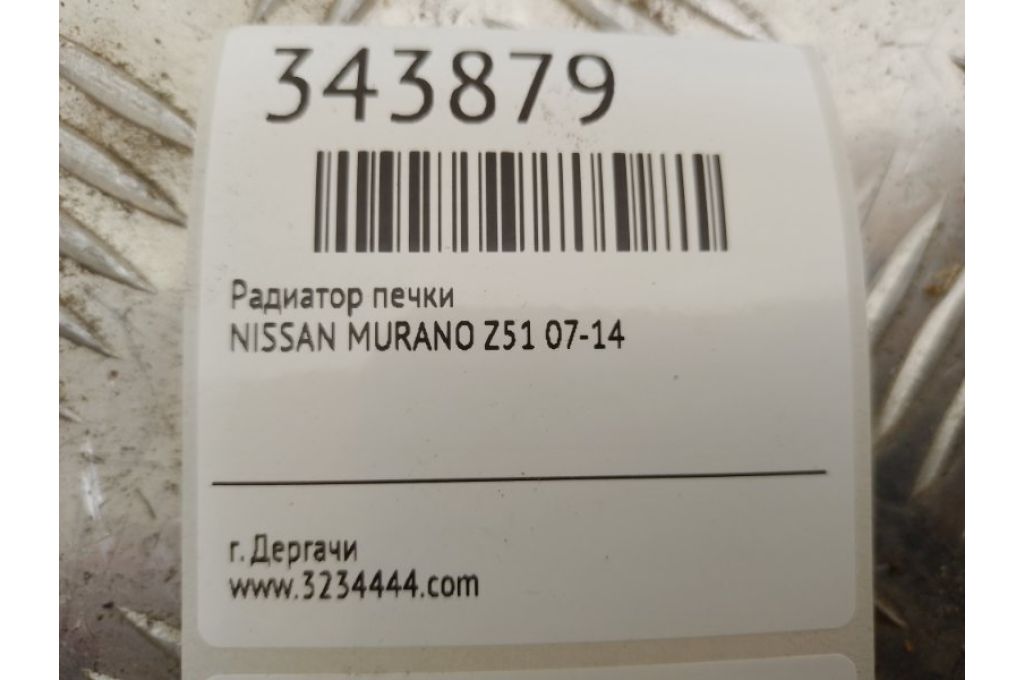 343879
Радиатор печки
NISSAN MURANO Z51 07-14
г. Дергачи
www.3234444.com